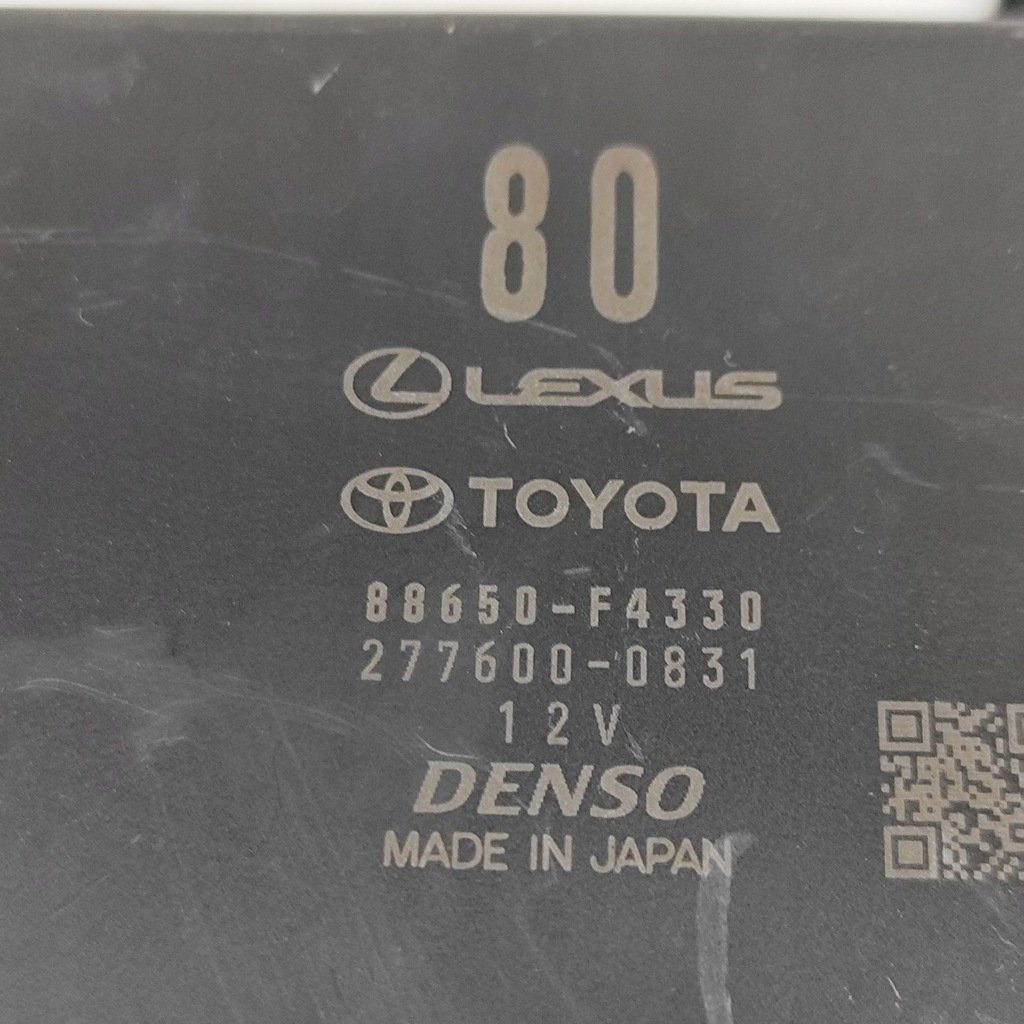 80
LEXUS
TOYOTA
88650-F4330
277600-0831
12V
DENSO
MADE IN JAPAN